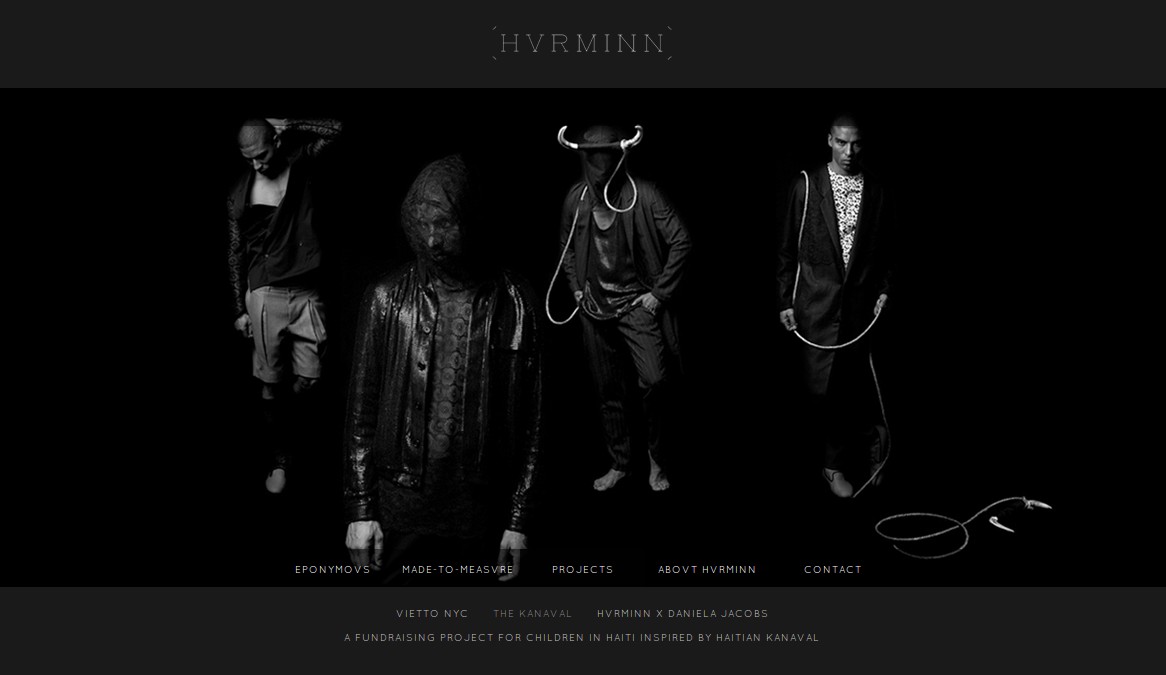 HVRMINN
EPONYMOVS MADE-TO-MEASVRE PROJECTS ABOVT HVRMINN CONTACT
VIETTO NYC THE KANAVAL HVRMINN X DANIELA JACOBS
A FUNDRAISING PROJECT FOR CHILDREN IN HAITI INSPIRED BY HAITIAN KANAVAL